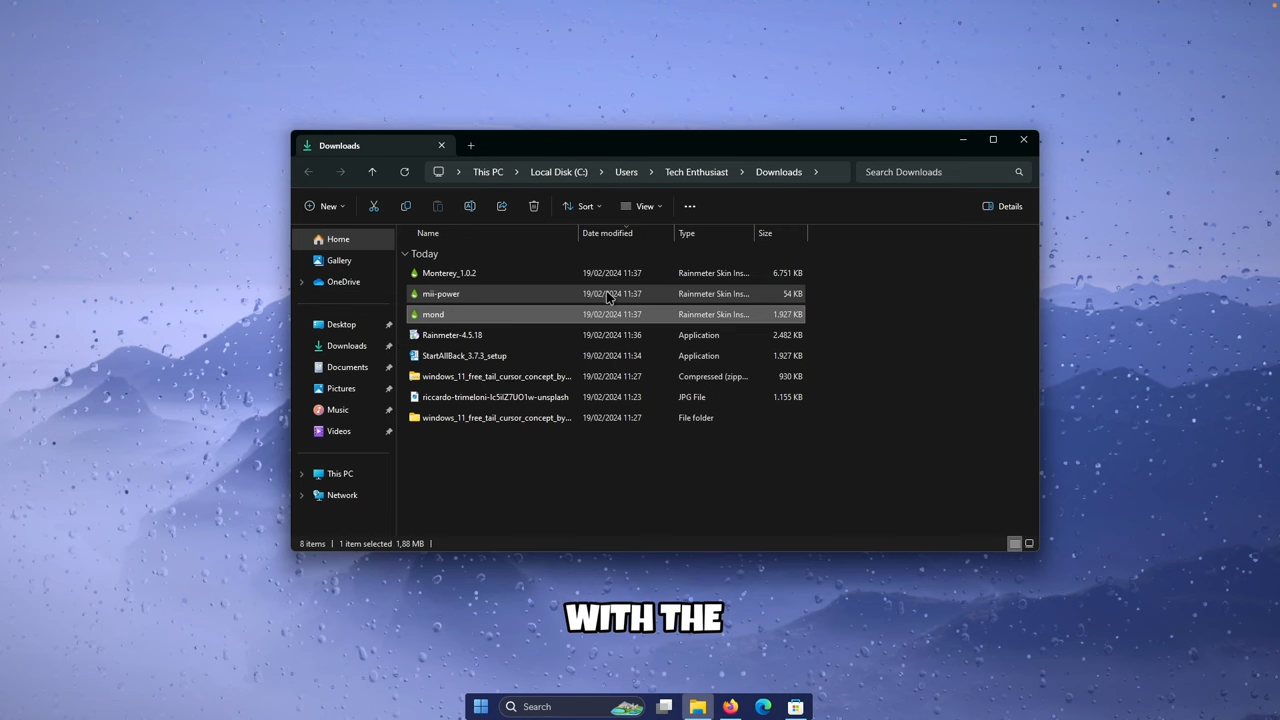 Downloads
This PC
Local Disk (C:)
Users
Tech Enthusiast
Downloads
Search Downloads
New
Sort
View
Details
Home
Gallery
OneDrive
Desktop
Downloads
Documents
Pictures
Music
Videos
This PC
Network
Name Date modified Type Size
Today
Monterey_1.0.2 19/02/2024 11:37 Rainmeter Skin Ins... 6.751 KB
mii-power 19/02/2024 11:37 Rainmeter Skin Ins... 54 KB
mond 19/02/2024 11:37 Rainmeter Skin Ins... 1.927 KB
Rainmeter-4.5.18 19/02/2024 11:36 Application 2.482 KB
StartAllBack_3.7.3_setup 19/02/2024 11:34 Application 1.927 KB
windows_11_free_tail_cursor_concept_by... 19/02/2024 11:27 Compressed (zipp... 930 KB
riccardo-trimeloni-Ic5iIZ7UO1w-unsplash 19/02/2024 11:23 JPG File 1.155 KB
windows_11_free_tail_cursor_concept_by... 19/02/2024 11:27 File folder
8 items 1 item selected 1,88 MB
WITH THE
Search